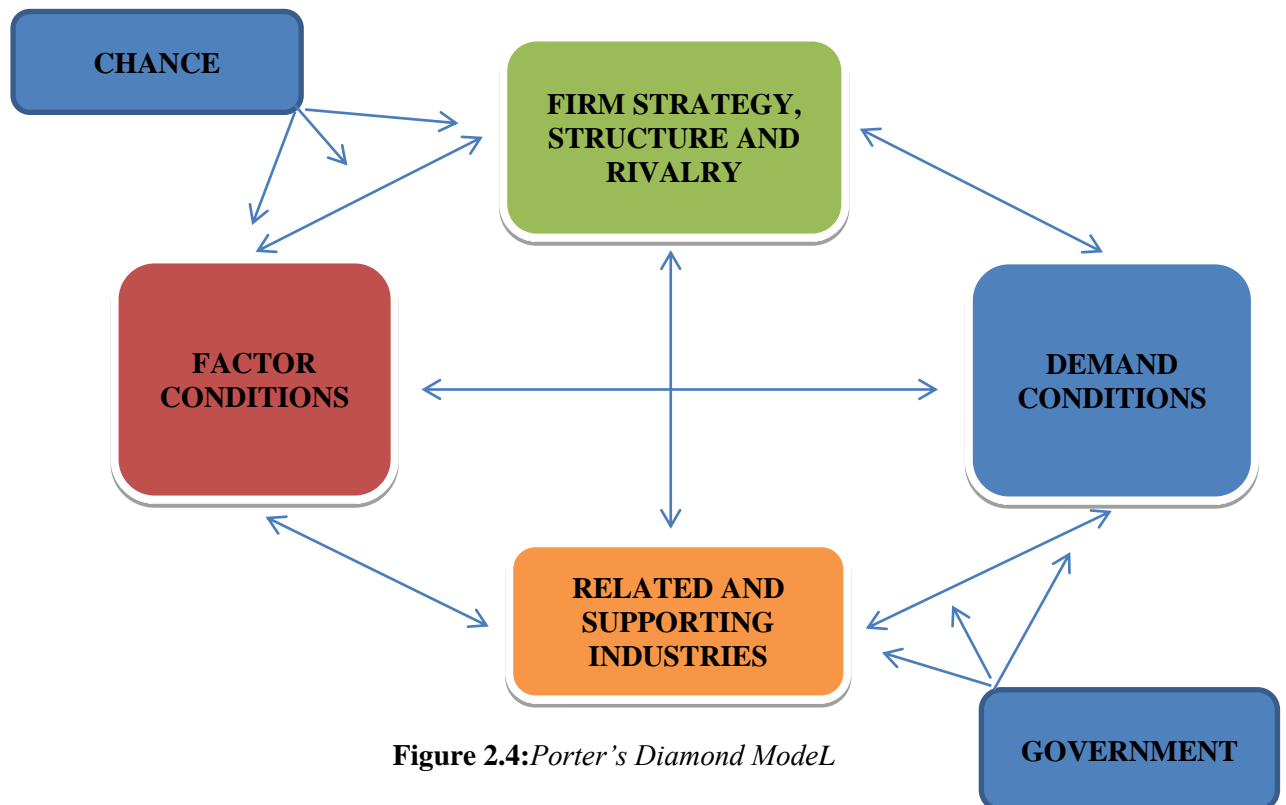 CHANCE
FIRM STRATEGY,
STRUCTURE AND
RIVALRY
FACTOR
CONDITIONS
DEMAND
CONDITIONS
RELATED AND
SUPPORTING
INDUSTRIES
GOVERNMENT
Figure 2.4:Porter’s Diamond ModeL